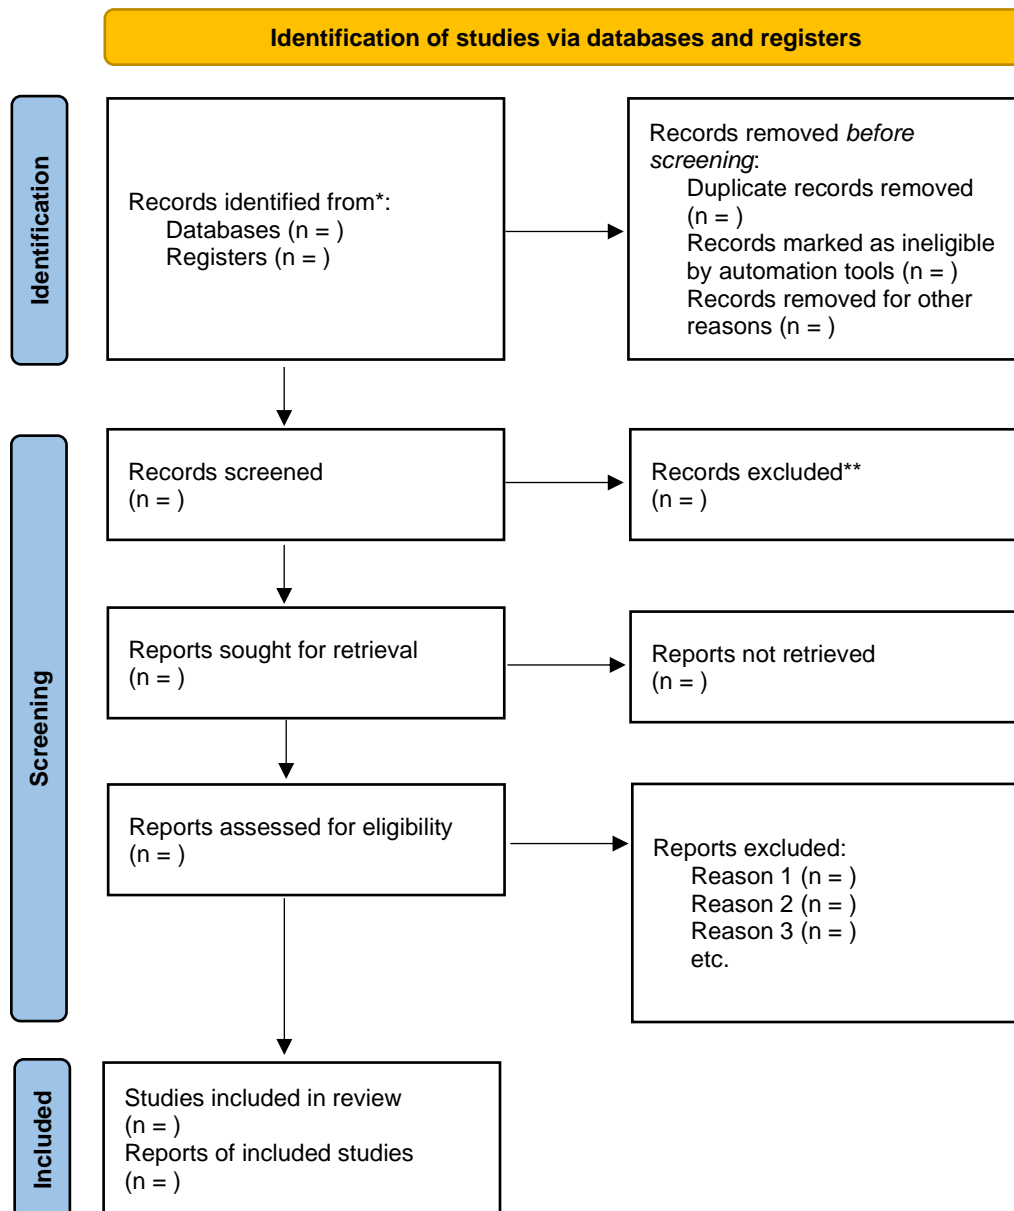 Identification of studies via databases and registers
Identification
Records identified from*:
Databases (n = )
Registers (n = )
Records removed before
screening:
Duplicate records removed
(n = )
Records marked as ineligible
by automation tools (n = )
Records removed for other
reasons (n = )
Screening
Records screened
(n = )
Records excluded**
(n = )
Reports sought for retrieval
(n = )
Reports not retrieved
(n = )
Reports assessed for eligibility
(n = )
Reports excluded:
Reason 1 (n = )
Reason 2 (n = )
Reason 3 (n = )
etc.
Included
Studies included in review
(n = )
Reports of included studies
(n = )